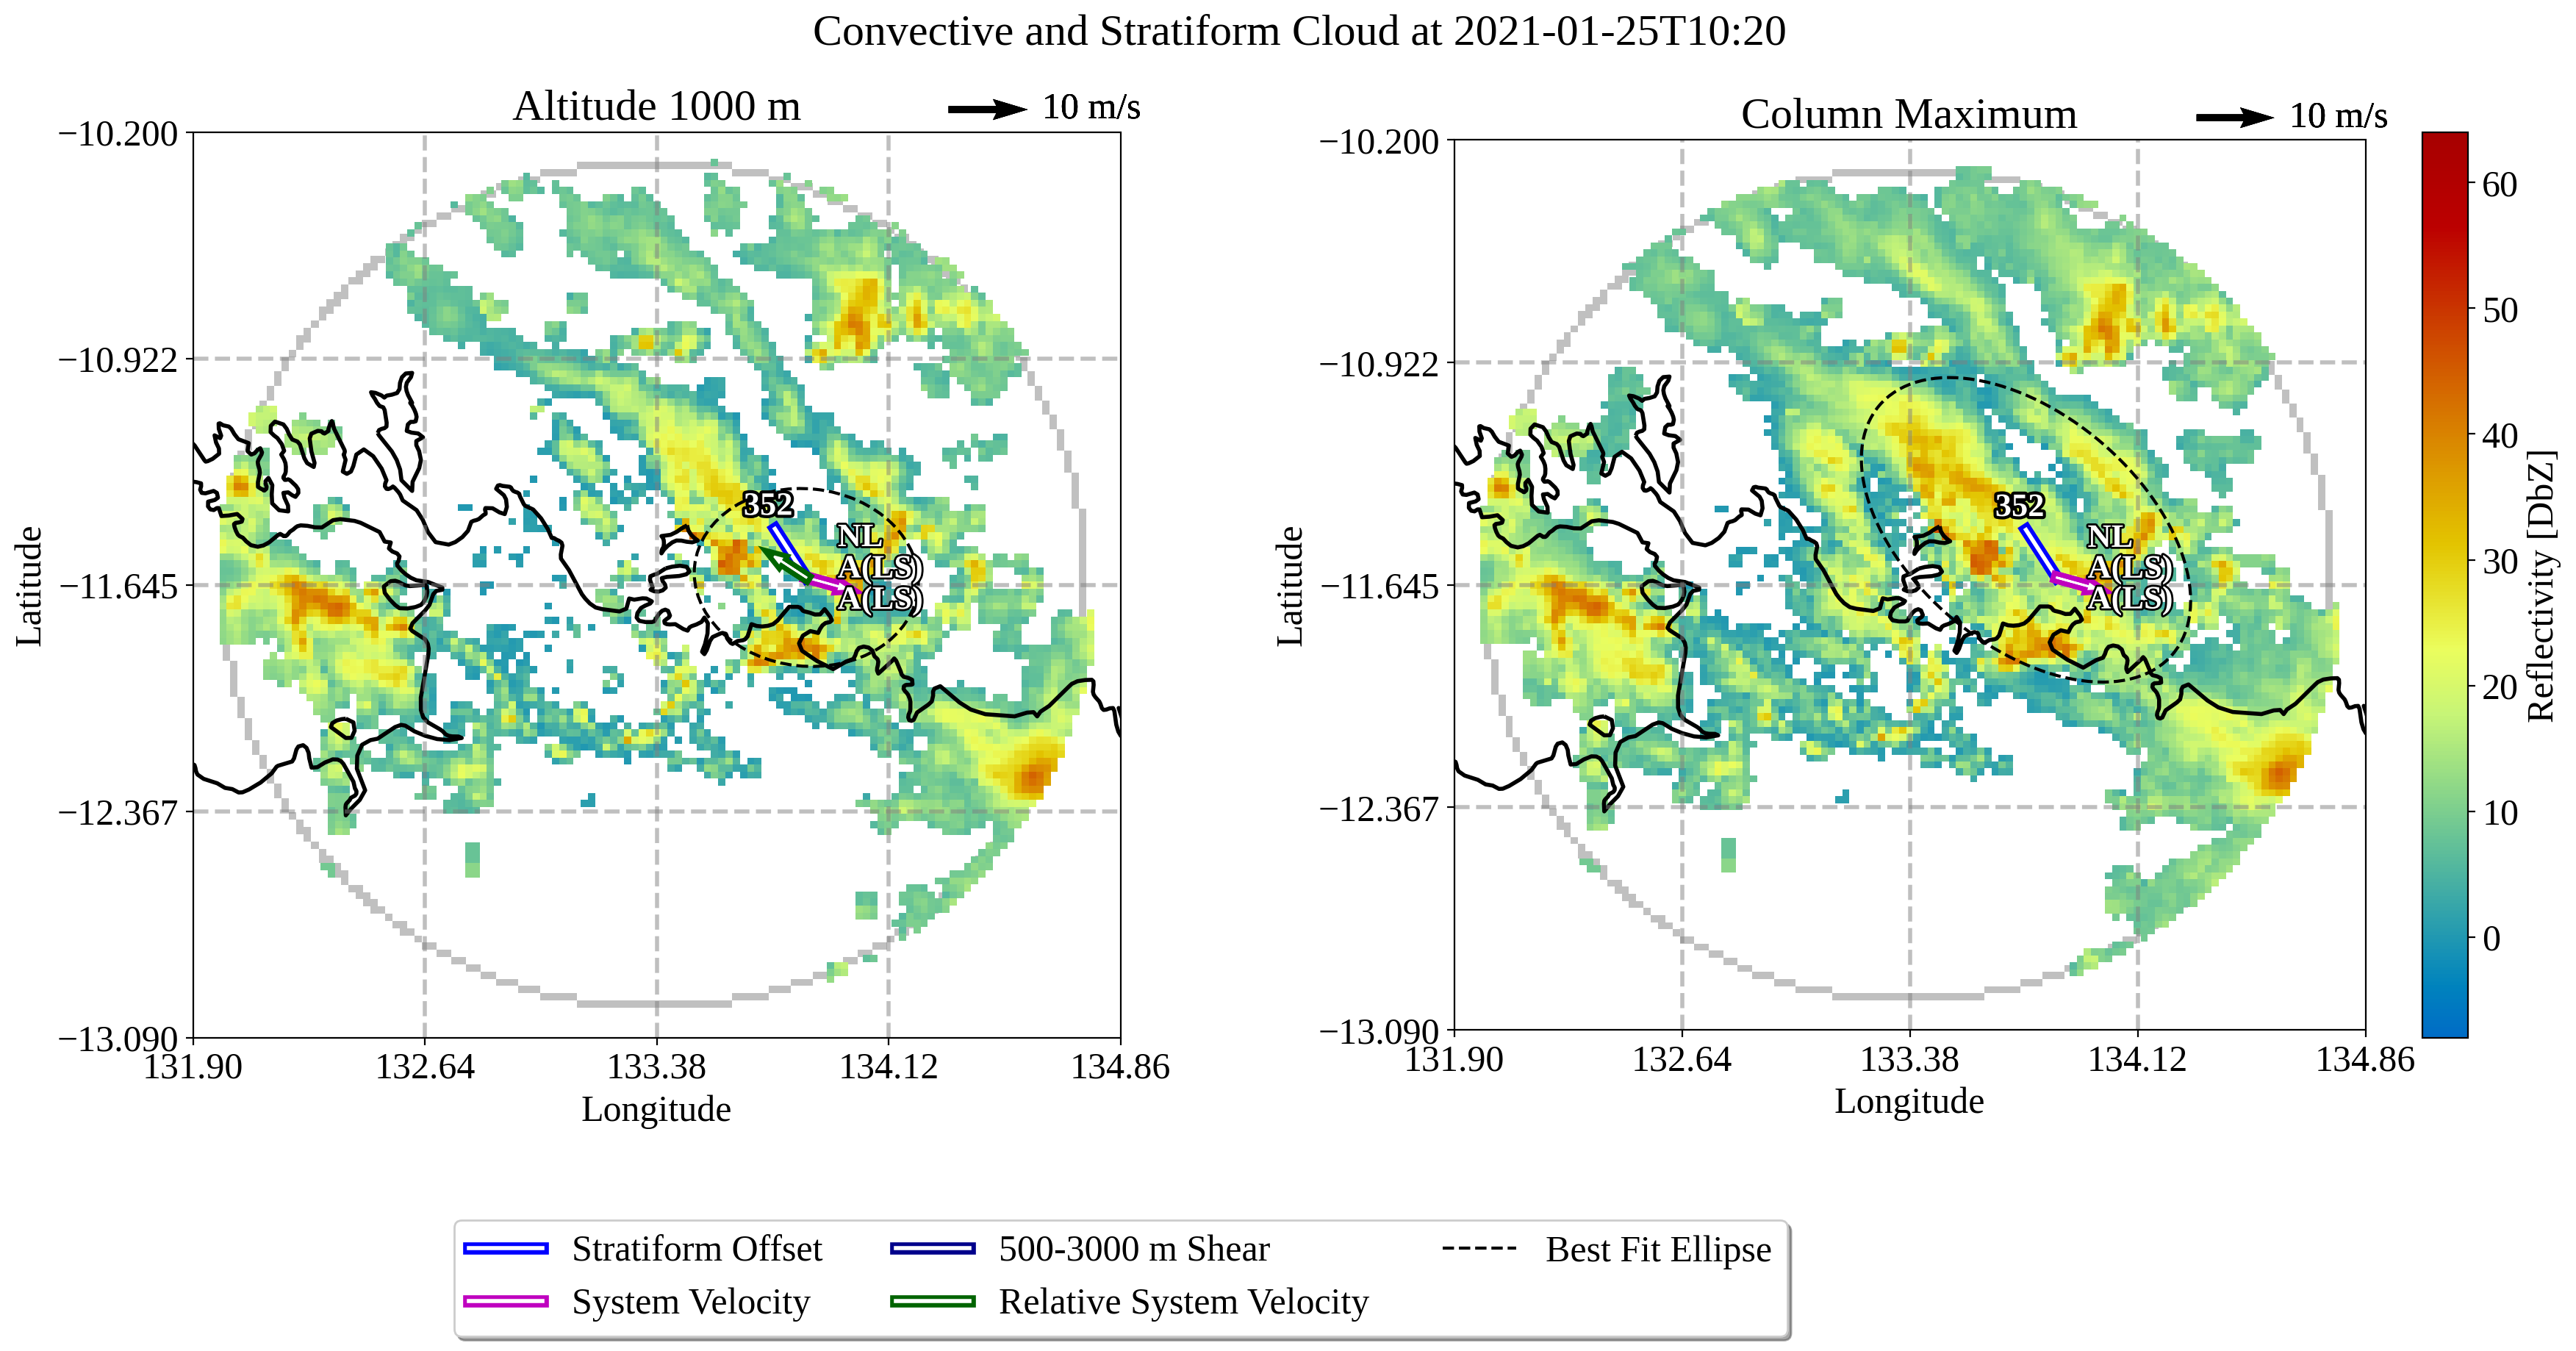 Convective and Stratiform Cloud at 2021-01-25T10:20
Altitude 1000 m
10 m/s
−10.200
−10.922
−11.645
−12.367
−13.090
131.90
132.64
133.38
134.12
134.86
Latitude
Longitude
352
NL
A(LS)
A(LS)
Column Maximum
10 m/s
−10.200
−10.922
−11.645
−12.367
−13.090
131.90
132.64
133.38
134.12
134.86
Latitude
Longitude
352
NL
A(LS)
A(LS)
60
50
40
30
20
10
0
Reflectivity [DbZ]
Stratiform Offset
500-3000 m Shear
Best Fit Ellipse
System Velocity
Relative System Velocity